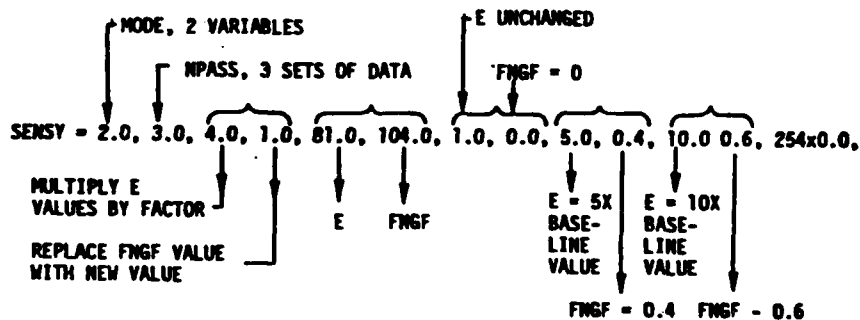 MODE, 2 VARIABLES
E UNCHANGED
NPASS, 3 SETS OF DATA
FNGF = 0
SENSY = 2.0, 3.0, 4.0, 1.0, 81.0, 104.0, 1.0, 0.0, 5.0, 0.4, 10.0 0.6, 254x0.0,
MULTIPLY E
VALUES BY FACTOR
E
FNGF
E = 5X
BASE-
LINE
VALUE
E = 10X
BASE-
LINE
VALUE
REPLACE FNGF VALUE
WITH NEW VALUE
FNGF = 0.4
FNGF - 0.6